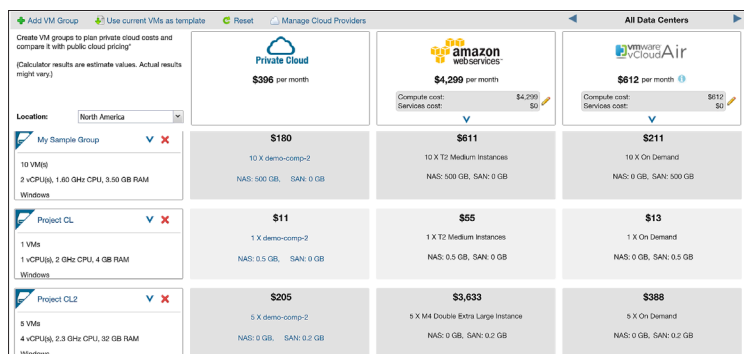 Add VM Group Use current VMs as template Reset Manage Cloud Providers All Data Centers
Create VM groups to plan private cloud costs and
compare it with public cloud pricing*
(Calculator results are estimate values. Actual results
might vary.)
Location: North America
Private Cloud
$396 per month
amazon
webservices™
$4,299 per month
Compute cost: $4,299
Services cost: $0
vmware
vCloudAir
$612 per month
Compute cost: $612
Services cost: $0
My Sample Group
10 VM(s)
2 vCPU(s), 1.60 GHz CPU, 3.50 GB RAM
Windows
$180
10 X demo-comp-2
NAS: 500 GB, SAN: 0 GB
$611
10 X T2 Medium Instances
NAS: 500 GB, SAN: 0 GB
$211
10 X On Demand
NAS: 0 GB, SAN: 500 GB
Project CL
1 VMs
1 vCPU(s), 2 GHz CPU, 4 GB RAM
Windows
$11
1 X demo-comp-2
NAS: 0.5 GB, SAN: 0 GB
$55
1 X T2 Medium Instances
NAS: 0.5 GB, SAN: 0 GB
$13
1 X On Demand
NAS: 0 GB, SAN: 0.5 GB
Project CL2
5 VMs
4 vCPU(s), 2.3 GHz CPU, 32 GB RAM
Windows
$205
5 X demo-comp-2
NAS: 0 GB, SAN: 0.2 GB
$3,633
5 X M4 Double Extra Large Instance
NAS: 0 GB, SAN: 0.2 GB
$388
5 X On Demand
NAS: 0 GB, SAN: 0.2 GB